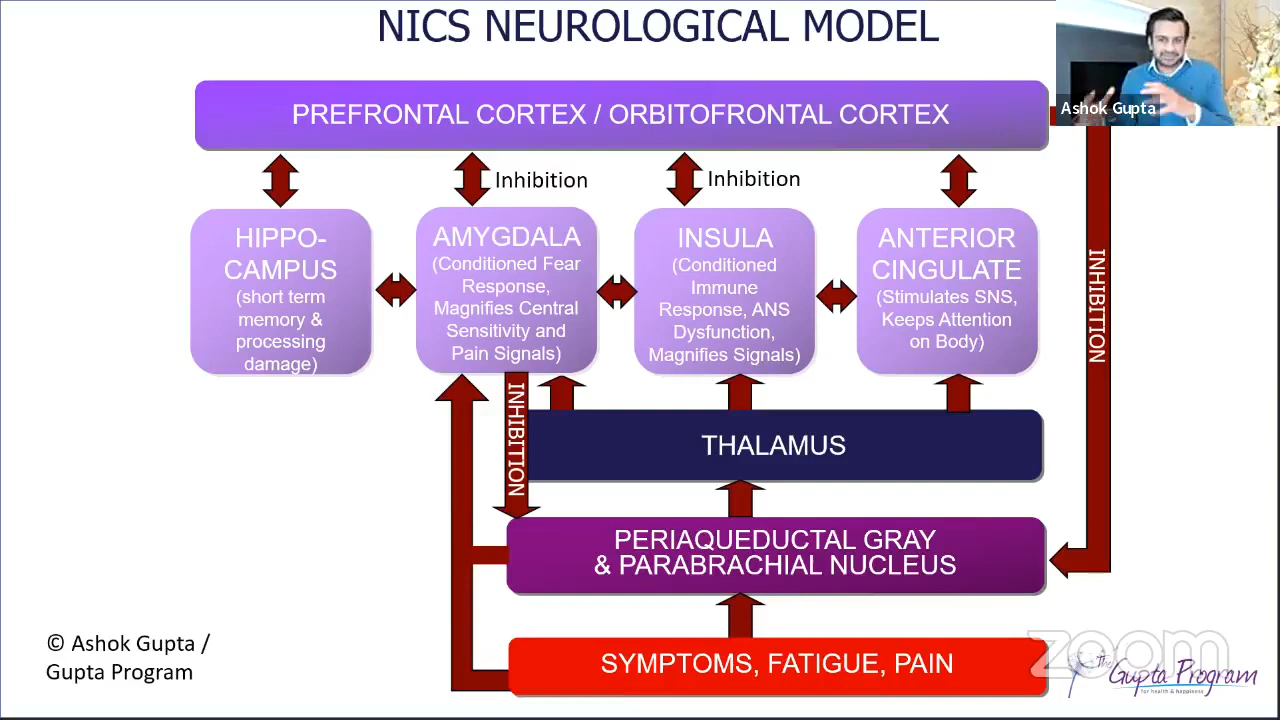 NICS NEUROLOGICAL MODEL
Ashok Gupta
PREFRONTAL CORTEX / ORBITOFRONTAL CORTEX
Inhibition
Inhibition
HIPPO-
CAMPUS
(short term
memory &
processing
damage)
AMYGDALA
(Conditioned Fear
Response,
Magnifies Central
Sensitivity and
Pain Signals)
INSULA
(Conditioned
Immune
Response, ANS
Dysfunction,
Magnifies Signals)
ANTERIOR
CINGULATE
(Stimulates SNS,
Keeps Attention
on Body)
INHIBITION
INHIBITION
THALAMUS
PERIAQUEDUCTAL GRAY
& PARABRACHIAL NUCLEUS
SYMPTOMS, FATIGUE, PAIN
© Ashok Gupta /
Gupta Program
zoom
The Gupta Program
for health & happiness